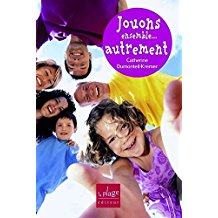 Jouons
ensemble...
autrement
Catherine
Dumonteil-Kremer
la plage
éditeur